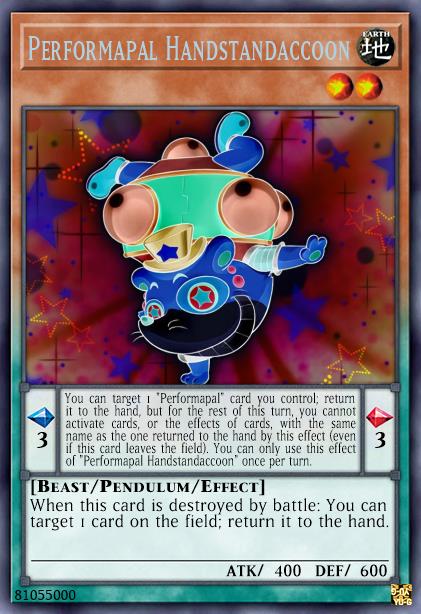 PERFORMAPAL HANDSTANDACCOON
EARTH
地
You can target 1 "Performapal" card you control; return
it to the hand, but for the rest of this turn, you cannot
activate cards, or the effects of cards, with the same
name as the one returned to the hand by this effect (even
if this card leaves the field). You can only use this effect
of "Performapal Handstandaccoon" once per turn.
3
3
[BEAST/PENDULUM/EFFECT]
When this card is destroyed by battle: You can
target 1 card on the field; return it to the hand.
ATK/ 400 DEF/ 600
81055000